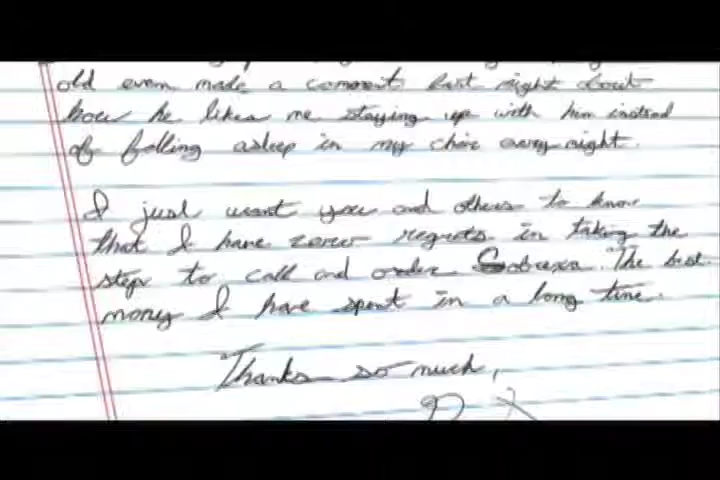 old even made a comment last night about
how he likes me staying up with him instead
of falling asleep in my chair every night.
I just want you and others to know
that I have zero regrets in taking the
step to call and order Sobrexa. The best
money I have spent in a long time.
Thanks so much,